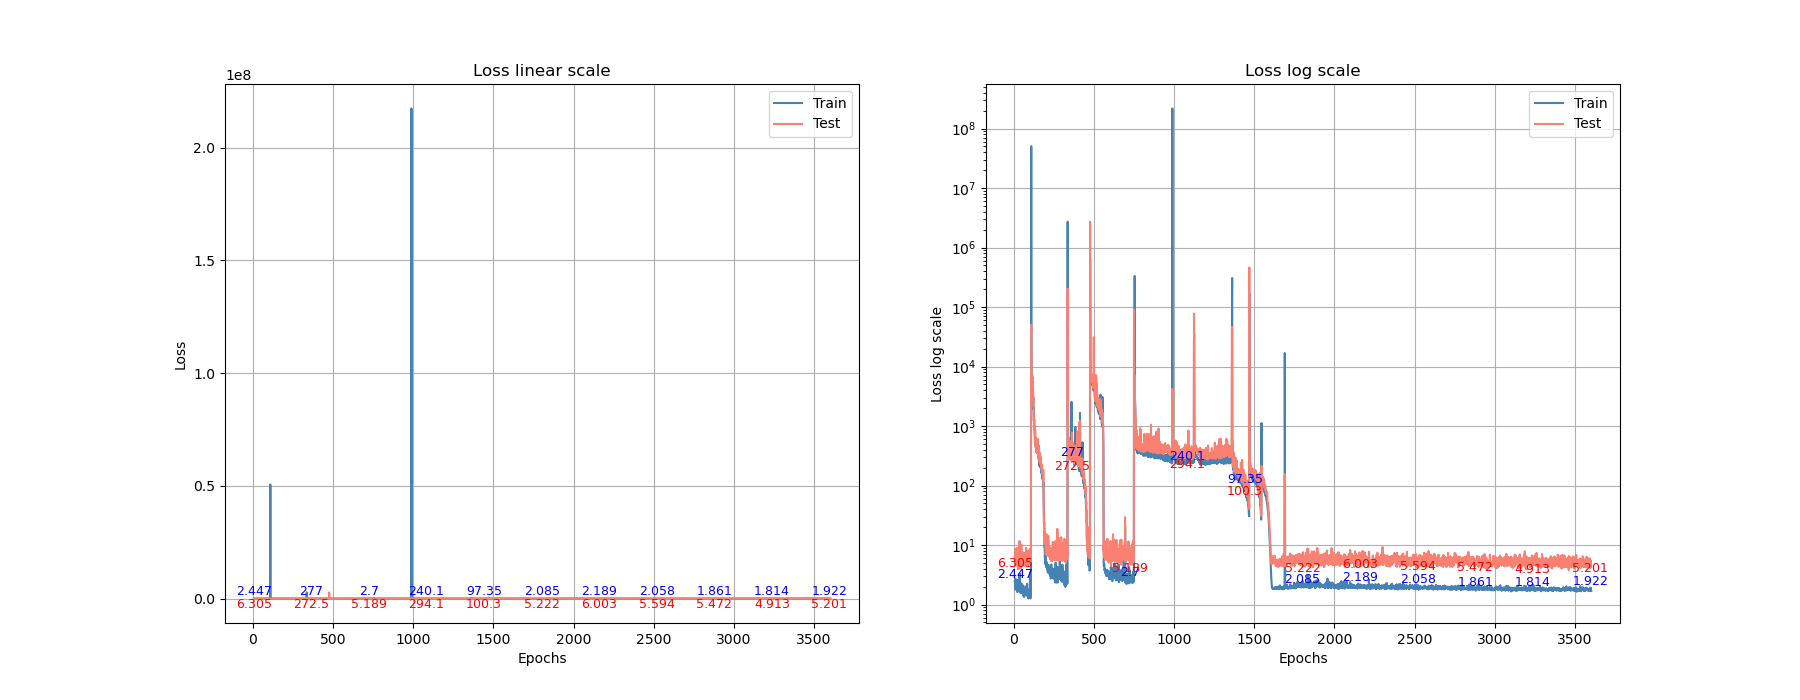 Loss linear scale
1e8
Train
Test
2.0
1.5
1.0
0.5
0.0
Loss
2.447 277 2.7 240.1 97.35 2.085 2.189 2.058 1.861 1.814 1.922
6.305 272.5 5.189 294.1 100.3 5.222 6.003 5.594 5.472 4.913 5.201
0 500 1000 1500 2000 2500 3000 3500
Epochs
Loss log scale
Train
Test
10^8
10^7
10^6
10^5
10^4
10^3
10^2
10^1
10^0
Loss log scale
277
272.5
240.1
294.1
97.35
100.3
6.305 5.189 5.222 6.003 5.594 5.472 4.913 5.201
2.447 2.7 2.085 2.189 2.058 1.861 1.814 1.922
0 500 1000 1500 2000 2500 3000 3500
Epochs